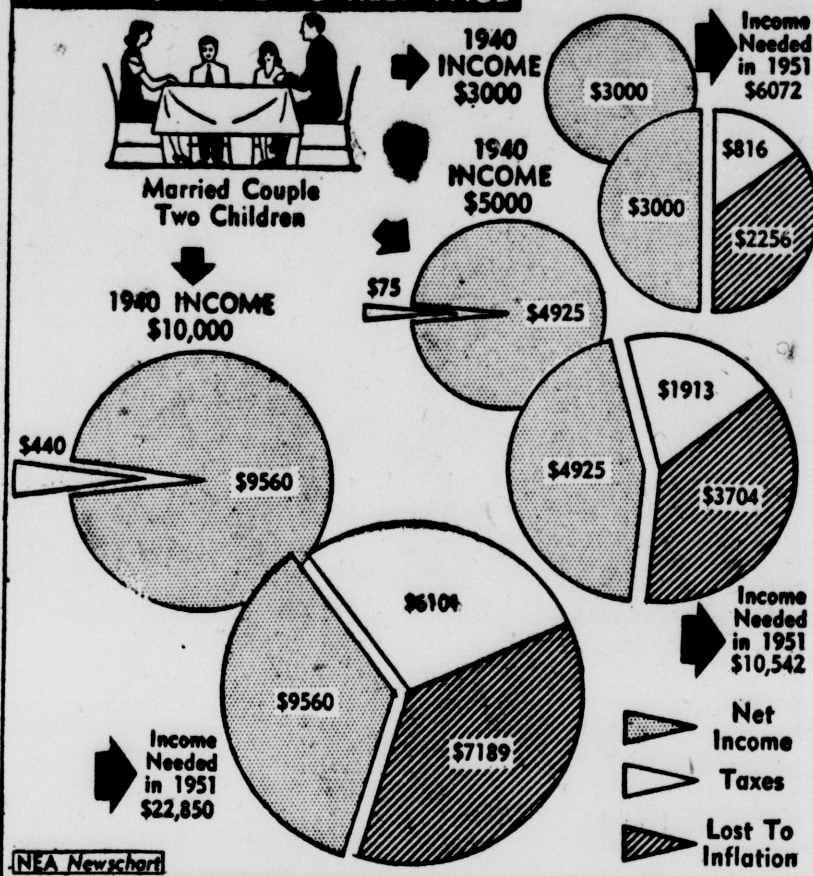 Married Couple
Two Children
1940
INCOME
$3000
$3000
Income
Needed
in 1951
$6072
$3000
$816
$2256
1940
INCOME
$5000
$75
$4925
$4925
$1913
$3704
Income
Needed
in 1951
$10,542
1940 INCOME
$10,000
$440
$9560
$9560
$6101
$7189
Income
Needed
in 1951
$22,850
Net
Income
Taxes
Lost To
Inflation
NEA Newschart